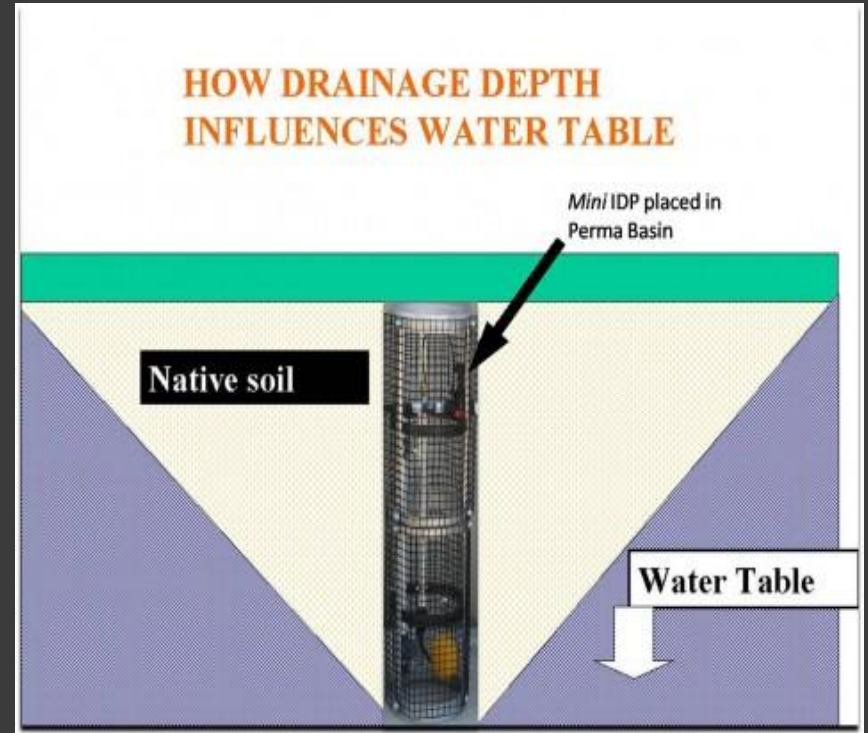 HOW DRAINAGE DEPTH
INFLUENCES WATER TABLE
Mini IDP placed in
Perma Basin
Native soil
Water Table